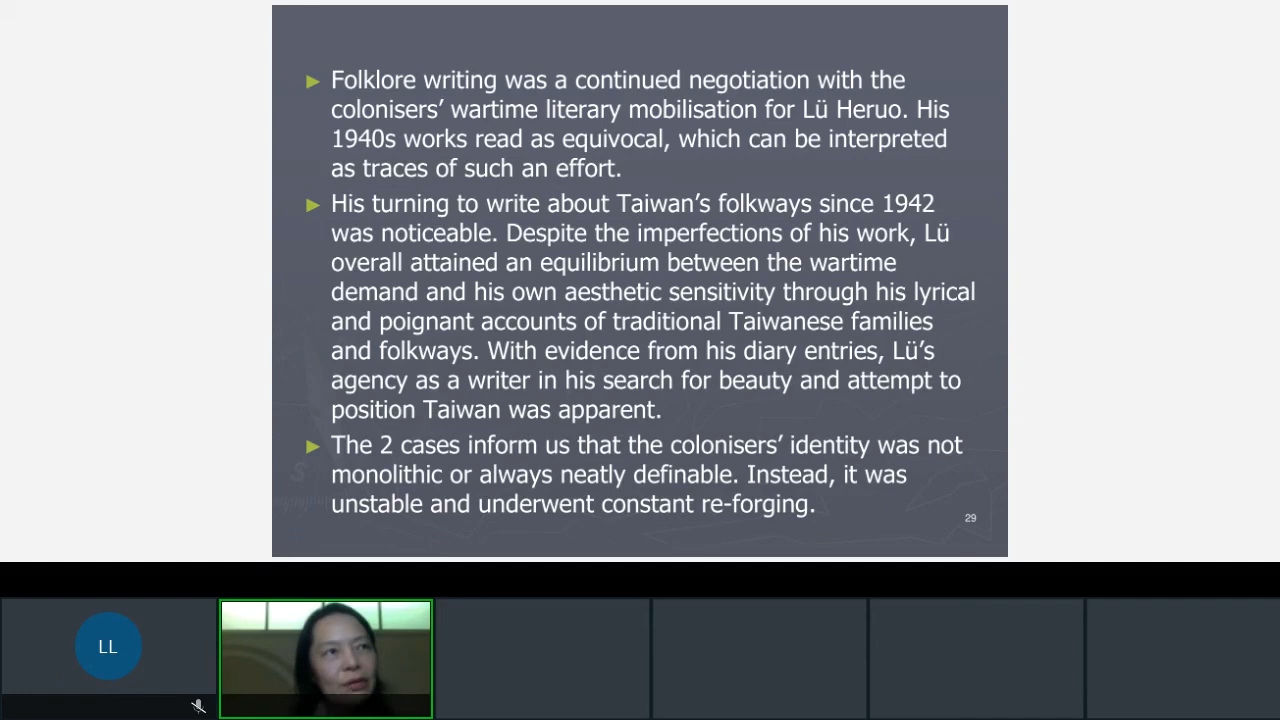 Folklore writing was a continued negotiation with the
colonisers’ wartime literary mobilisation for Lü Heruo. His
1940s works read as equivocal, which can be interpreted
as traces of such an effort.
His turning to write about Taiwan’s folkways since 1942
was noticeable. Despite the imperfections of his work, Lü
overall attained an equilibrium between the wartime
demand and his own aesthetic sensitivity through his lyrical
and poignant accounts of traditional Taiwanese families
and folkways. With evidence from his diary entries, Lü’s
agency as a writer in his search for beauty and attempt to
position Taiwan was apparent.
The 2 cases inform us that the colonisers’ identity was not
monolithic or always neatly definable. Instead, it was
unstable and underwent constant re-forging.
29
LL